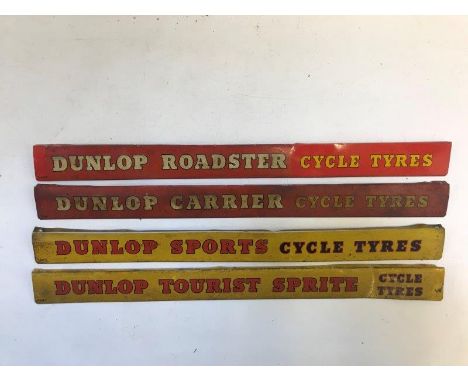 DUNLOP ROADSTER CYCLE TYRES
DUNLOP CARRIER CYCLE TYRES
DUNLOP SPORTS CYCLE TYRES
DUNLOP TOURIST SPRITE CYCLE
TYRES